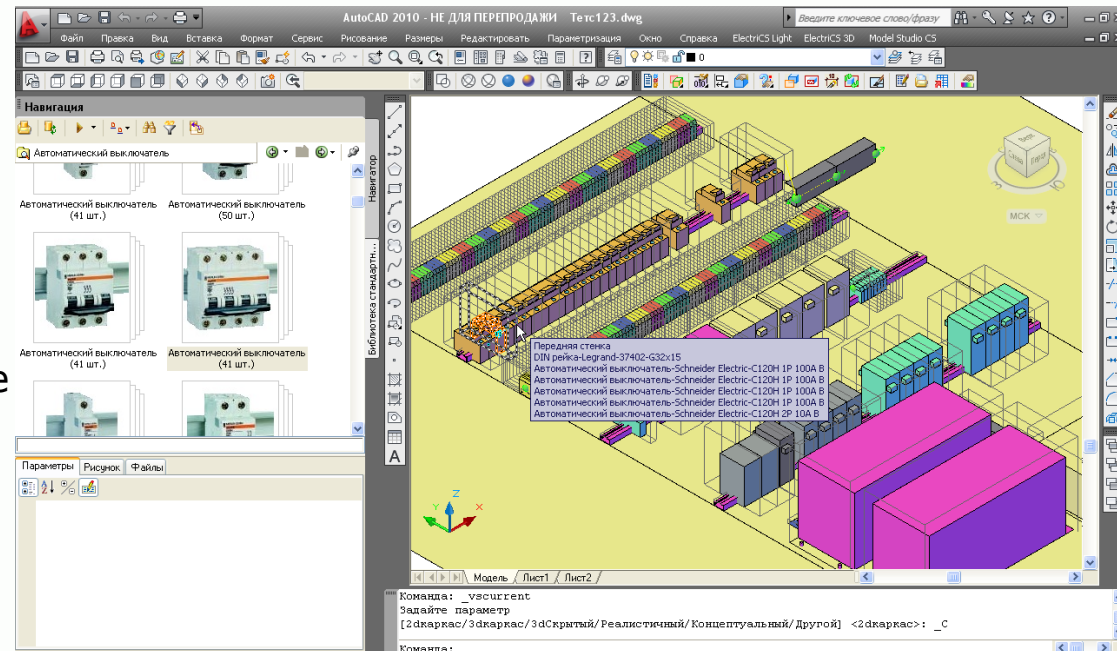 AutoCAD 2010 - НЕ ДЛЯ ПЕРЕПРОДАЖИ Тетс123.dwg
Введите ключевое слово/фразу
Файл Правка Вид Вставка Формат Сервис Рисование Размеры Редактировать Параметризация Окно Справка ElectriCS Light ElectriCS 3D Model Studio CS
0
Навигация
Автоматический выключатель
Навигатор
Библиотека стандартн...
Автоматический выключатель
(41 шт.)
Автоматический выключатель
(50 шт.)
Автоматический выключатель
(41 шт.)
Автоматический выключатель
(41 шт.)
е
Параметры Рисунок Файлы
A
Верх
Слева Перед
МСК
Передняя стенка
DIN рейка-Legrand-37402-G32x15
Автоматический выключатель-Schneider Electric-C120H 1P 100A B
Автоматический выключатель-Schneider Electric-C120H 1P 100A B
Автоматический выключатель-Schneider Electric-C120H 1P 100A B
Автоматический выключатель-Schneider Electric-C120H 1P 100A B
Автоматический выключатель-Schneider Electric-C120H 2P 10A B
Z
Y X
Модель Лист1 Лист2
Команда: _vscurrent
Задайте параметр
[2dкаркас/3dкаркас/3dСкрытый/Реалистичный/Концептуальный/Другой] <2dкаркас>: _C
Команда: